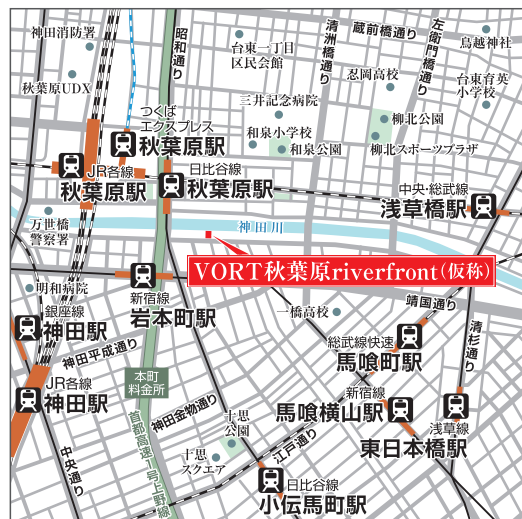 神田消防署
昭和通り
台東一丁目
区民会館
清洲橋通り
蔵前橋通り
左衛門橋通り
鳥越神社
忍岡高校
台東育英
小学校
秋葉原UDX
つくば
エクスプレス
秋葉原駅
三井記念病院
和泉小学校
和泉公園
柳北公園
柳北スポーツプラザ
JR各線
秋葉原駅
日比谷線
秋葉原駅
中央・総武線
浅草橋駅
万世橋
警察署
神田川
VORT秋葉原riverfront(仮称)
明和病院
新宿線
岩本町駅
靖国通り
一橋高校
銀座線
神田駅
神田平成通り
総武線快速
馬喰町駅
清杉通り
JR各線
神田駅
本町
料金所
神田金物通り
新宿線
馬喰横山駅
浅草線
東日本橋駅
十思
公園
十思
スクエア
江戸通り
中央通り
首都高速1号上野線
日比谷線
小伝馬町駅